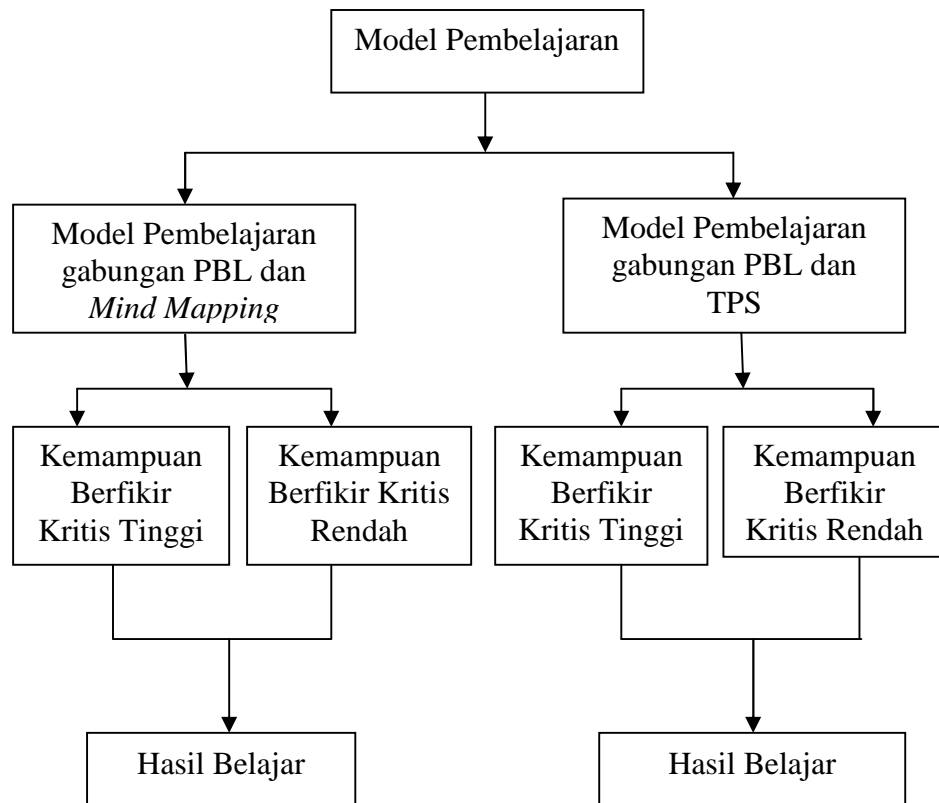 Model Pembelajaran
Model Pembelajaran
gabungan PBL dan
Mind Mapping
Model Pembelajaran
gabungan PBL dan
TPS
Kemampuan
Berfikir
Kritis Tinggi
Kemampuan
Berfikir Kritis
Rendah
Kemampuan
Berfikir
Kritis Tinggi
Kemampuan
Berfikir
Kritis Rendah
Hasil Belajar
Hasil Belajar